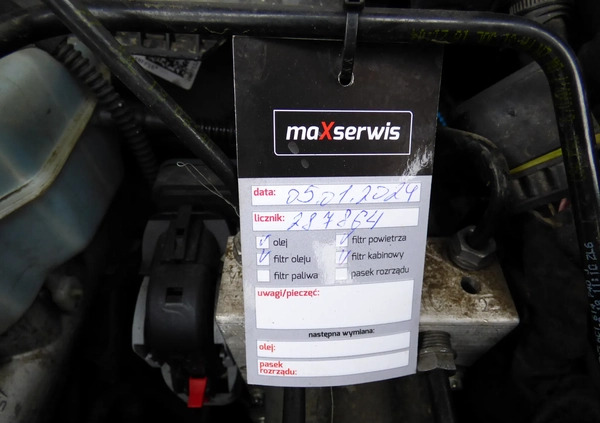 maXserwis
data: 05.01.2024
licznik: 287864
olej filtr powietrza
filtr oleju filtr kabinowy
filtr paliwa pasek rozrządu
uwagi/pieczęć:
następna wymiana:
olej:
pasek
rozrządu: